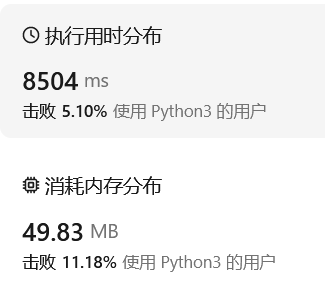 执行用时分布
8504 ms
击败 5.10% 使用 Python3 的用户
消耗内存分布
49.83 MB
击败 11.18% 使用 Python3 的用户